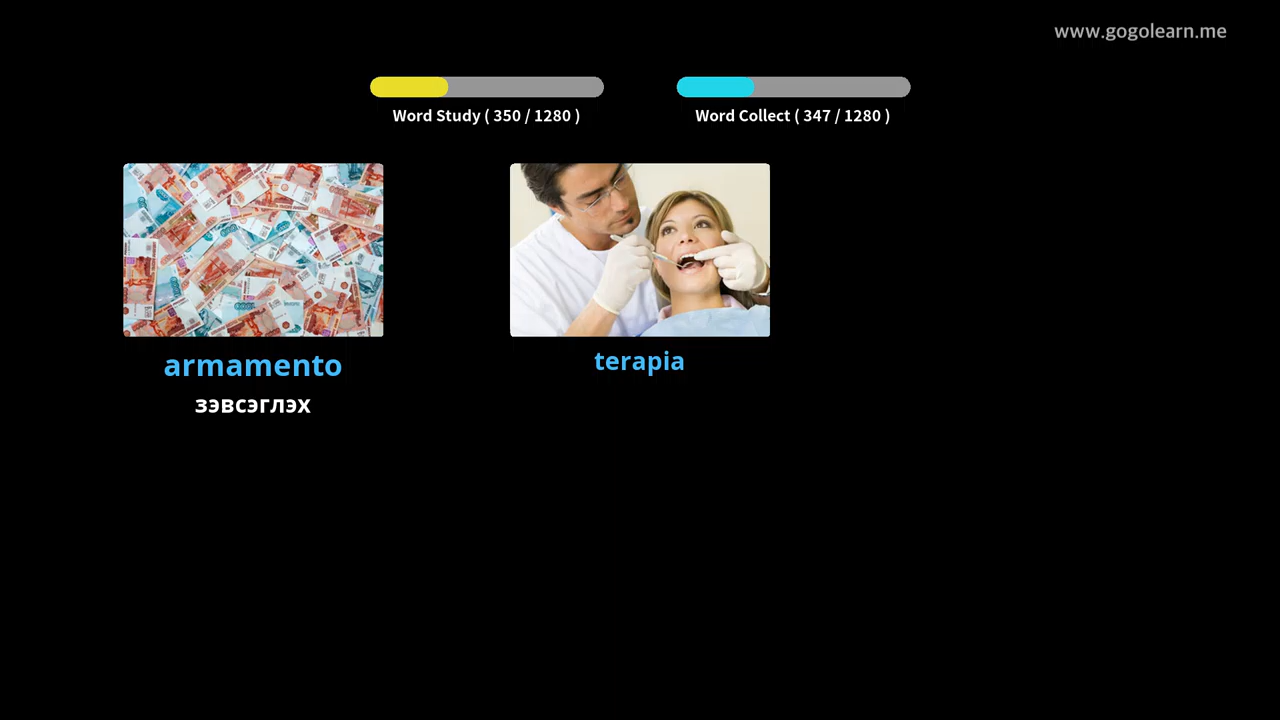 www.gogolearn.me
Word Study ( 350 / 1280 )
Word Collect ( 347 / 1280 )
armamento
зэвсэглэх
terapia